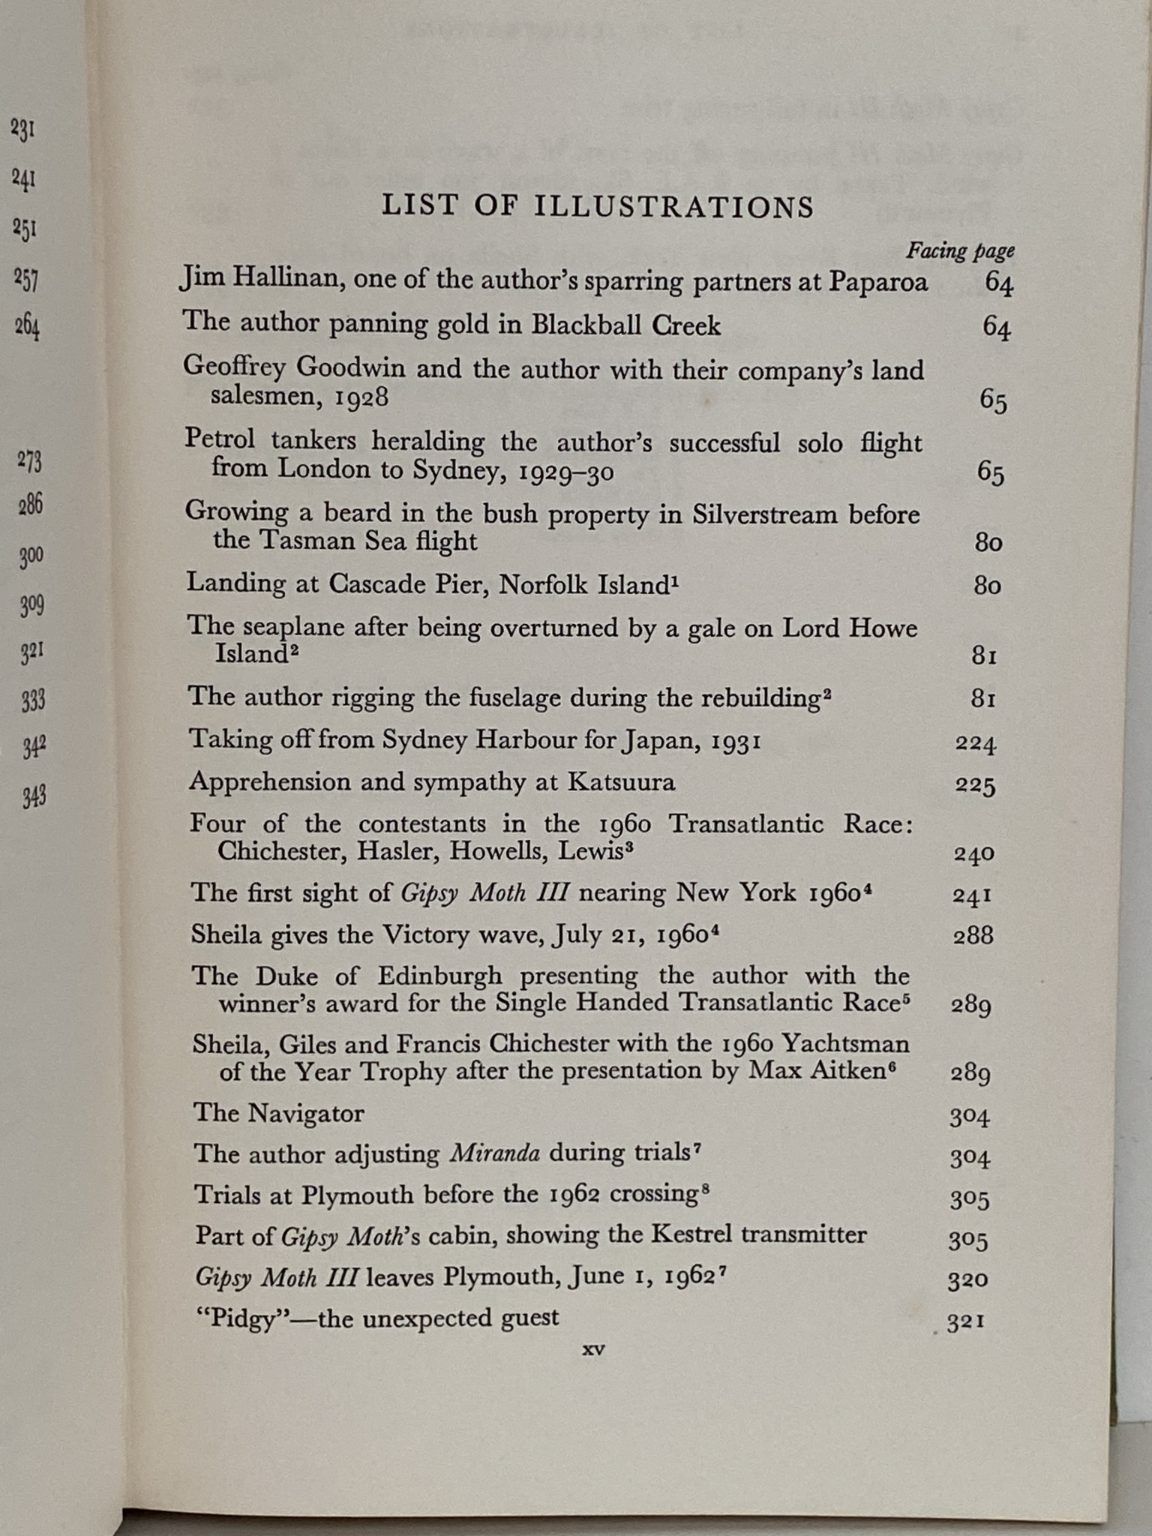 231
241
251
257
264
273
286
300
309
321
333
342
343
LIST OF ILLUSTRATIONS
Facing page
Jim Hallinan, one of the author's sparring partners at Paparoa 64
The author panning gold in Blackball Creek 64
Geoffrey Goodwin and the author with their company's land
salesmen, 1928 65
Petrol tankers heralding the author's successful solo flight
from London to Sydney, 1929–30 65
Growing a beard in the bush property in Silverstream before
the Tasman Sea flight 80
Landing at Cascade Pier, Norfolk Island¹ 80
The seaplane after being overturned by a gale on Lord Howe
Island² 81
The author rigging the fuselage during the rebuilding² 81
Taking off from Sydney Harbour for Japan, 1931 224
Apprehension and sympathy at Katsuura 225
Four of the contestants in the 1960 Transatlantic Race:
Chichester, Hasler, Howells, Lewis³ 240
The first sight of Gipsy Moth III nearing New York 1960⁴ 241
Sheila gives the Victory wave, July 21, 1960⁴ 288
The Duke of Edinburgh presenting the author with the
winner's award for the Single Handed Transatlantic Race⁵ 289
Sheila, Giles and Francis Chichester with the 1960 Yachtsman
of the Year Trophy after the presentation by Max Aitken⁶ 289
The Navigator 304
The author adjusting Miranda during trials⁷ 304
Trials at Plymouth before the 1962 crossing⁸ 305
Part of Gipsy Moth's cabin, showing the Kestrel transmitter 305
Gipsy Moth III leaves Plymouth, June 1, 1962⁷ 320
"Pidgy"—the unexpected guest 321
xv